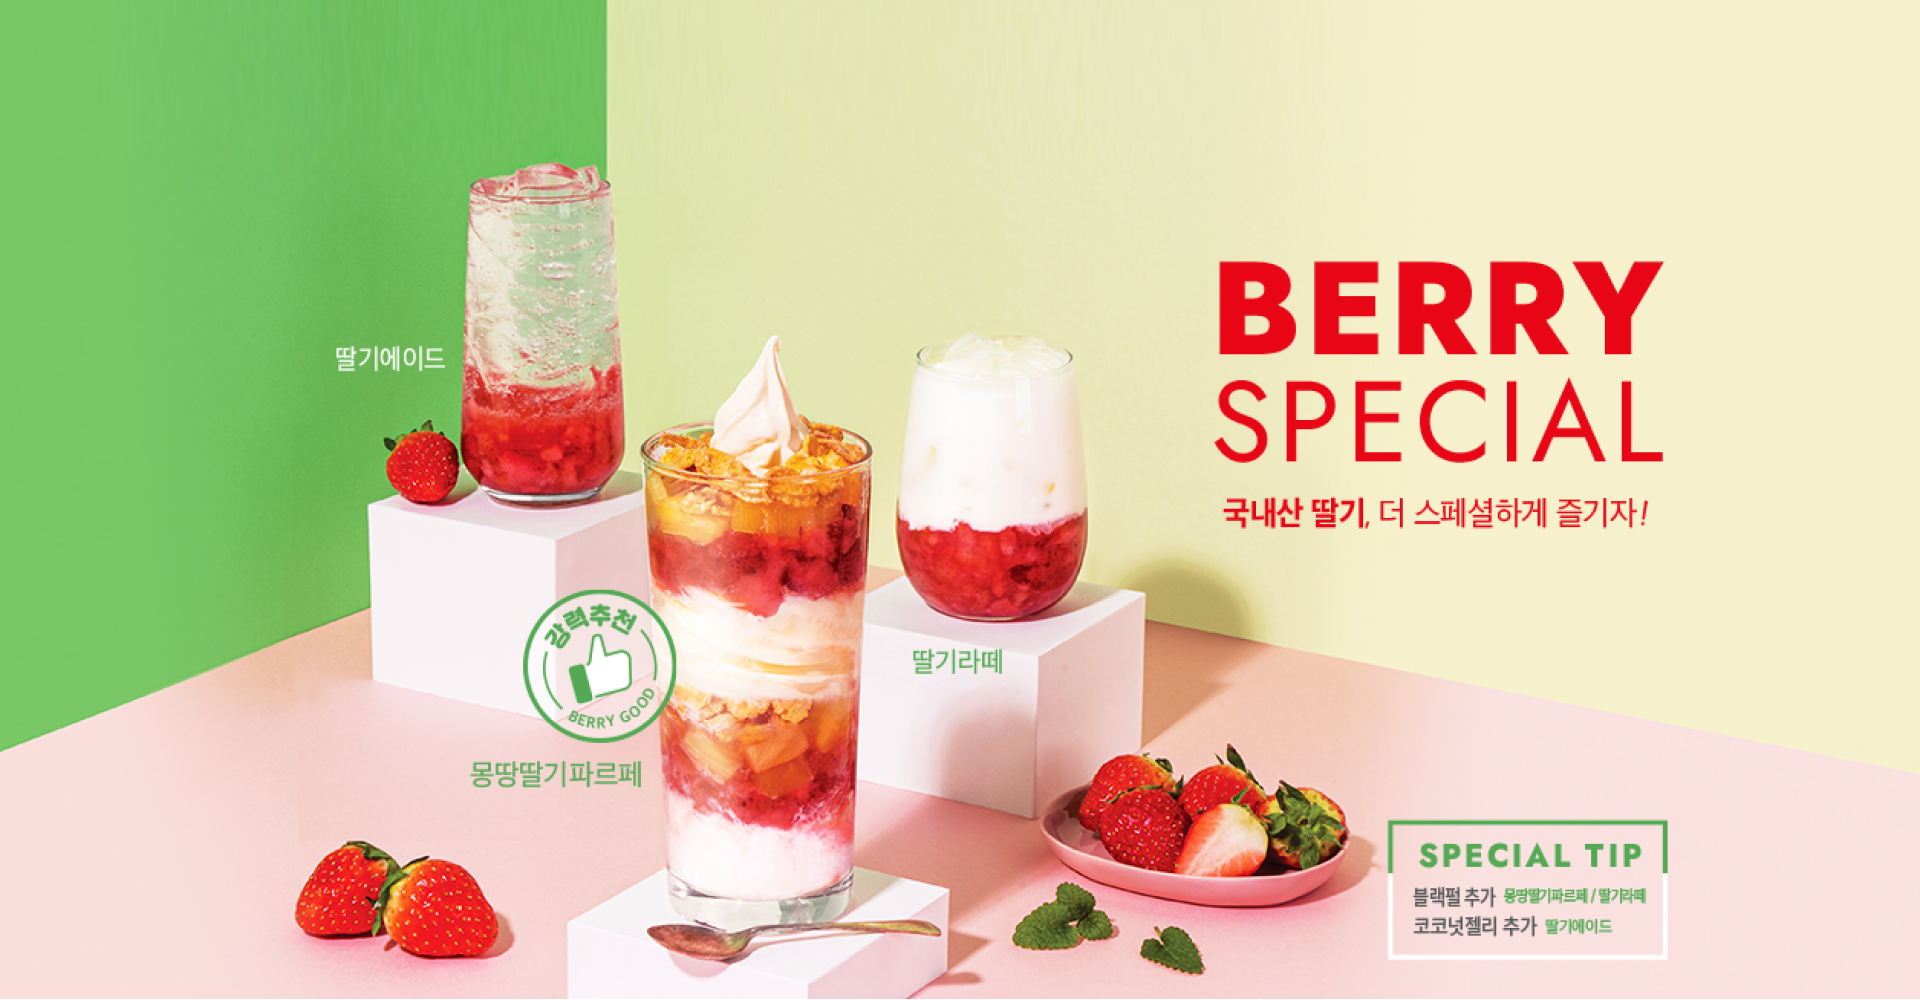 BERRY
SPECIAL
국내산 딸기, 더 스페셜하게 즐기자!
딸기에이드
강력추천
BERRY GOOD
몽땅딸기파르페
딸기라떼
SPECIAL TIP
블랙펄 추가 몽땅딸기파르페 / 딸기라떼
코코넛젤리 추가 딸기에이드